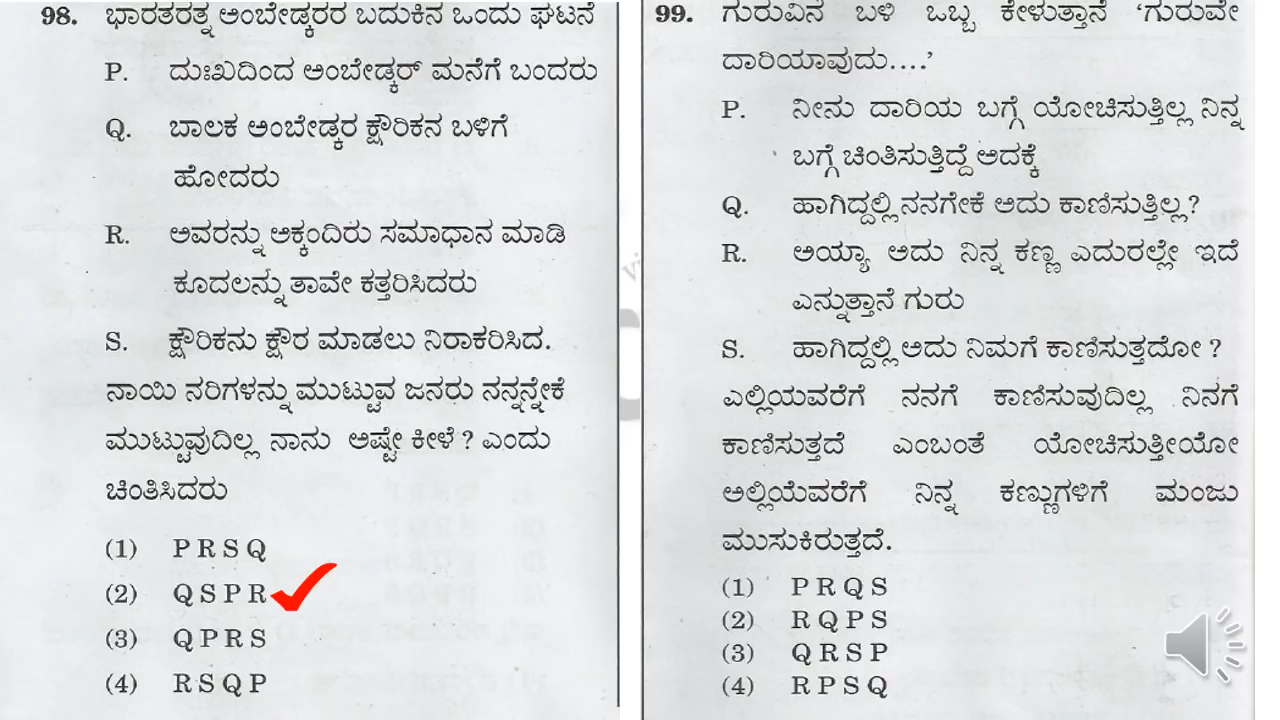 98. ಭಾರತರತ್ನ ಅಂಬೇಡ್ಕರರ ಬದುಕಿನ ಒಂದು ಘಟನೆ
P. ದುಃಖದಿಂದ ಅಂಬೇಡ್ಕರ್ ಮನೆಗೆ ಬಂದರು
Q. ಬಾಲಕ ಅಂಬೇಡ್ಕರ ಕ್ಷೌರಿಕನ ಬಳಿಗೆ
ಹೋದರು
R. ಅವರನ್ನು ಅಕ್ಕಂದಿರು ಸಮಾಧಾನ ಮಾಡಿ
ಕೂದಲನ್ನು ತಾವೇ ಕತ್ತರಿಸಿದರು
S. ಕ್ಷೌರಿಕನು ಕ್ಷೌರ ಮಾಡಲು ನಿರಾಕರಿಸಿದ.
ನಾಯಿ ನರಿಗಳನ್ನು ಮುಟ್ಟುವ ಜನರು ನನ್ನನ್ನೇಕೆ
ಮುಟ್ಟುವುದಿಲ್ಲ ನಾನು ಅಷ್ಟೇ ಕೀಳೆ ? ಎಂದು
ಚಿಂತಿಸಿದರು
(1) P R S Q
(2) Q S P R
(3) Q P R S
(4) R S Q P
99. ಗುರುವಿನ ಬಳಿ ಒಬ್ಬ ಕೇಳುತ್ತಾನೆ ‘ಗುರುವೇ
ದಾರಿಯಾವುದು....’
P. ನೀನು ದಾರಿಯ ಬಗ್ಗೆ ಯೋಚಿಸುತ್ತಿಲ್ಲ ನಿನ್ನ
ಬಗ್ಗೆ ಚಿಂತಿಸುತ್ತಿದ್ದೆ ಅದಕ್ಕೆ
Q. ಹಾಗಿದ್ದಲ್ಲಿ ನನಗೇಕೆ ಅದು ಕಾಣಿಸುತ್ತಿಲ್ಲ ?
R. ಅಯ್ಯಾ ಅದು ನಿನ್ನ ಕಣ್ಣ ಎದುರಲ್ಲೇ ಇದೆ
ಎನ್ನುತ್ತಾನೆ ಗುರು
S. ಹಾಗಿದ್ದಲ್ಲಿ ಅದು ನಿಮಗೆ ಕಾಣಿಸುತ್ತದೋ ?
ಎಲ್ಲಿಯವರೆಗೆ ನನಗೆ ಕಾಣಿಸುವುದಿಲ್ಲ ನಿನಗೆ
ಕಾಣಿಸುತ್ತದೆ ಎಂಬಂತೆ ಯೋಚಿಸುತ್ತೀಯೋ
ಅಲ್ಲಿಯೆವರೆಗೆ ನಿನ್ನ ಕಣ್ಣುಗಳಿಗೆ ಮಂಜು
ಮುಸುಕಿರುತ್ತದೆ.
(1) P R Q S
(2) R Q P S
(3) Q R S P
(4) R P S Q